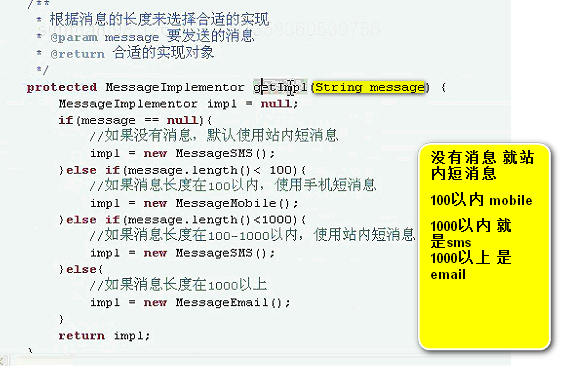 /**
* 根据消息的长度来选择合适的实现
* @param message 要发送的消息
* @return 合适的实现对象
*/
protected MessageImplementor getImpl(String message) {
MessageImplementor impl = null;
if(message == null){
//如果没有消息，默认使用站内短消息
impl = new MessageSMS();
}else if(message.length()< 100){
//如果消息长度在100以内，使用手机短消息
impl = new MessageMobile();
}else if(message.length()<1000){
//如果消息长度在100-1000以内，使用站内短消息
impl = new MessageSMS();
}else{
//如果消息长度在1000以上
impl = new MessageEmail();
}
return impl;
}
没有消息 就站
内短消息
100以内 mobile
1000以内 就
是sms
1000以上 是
email